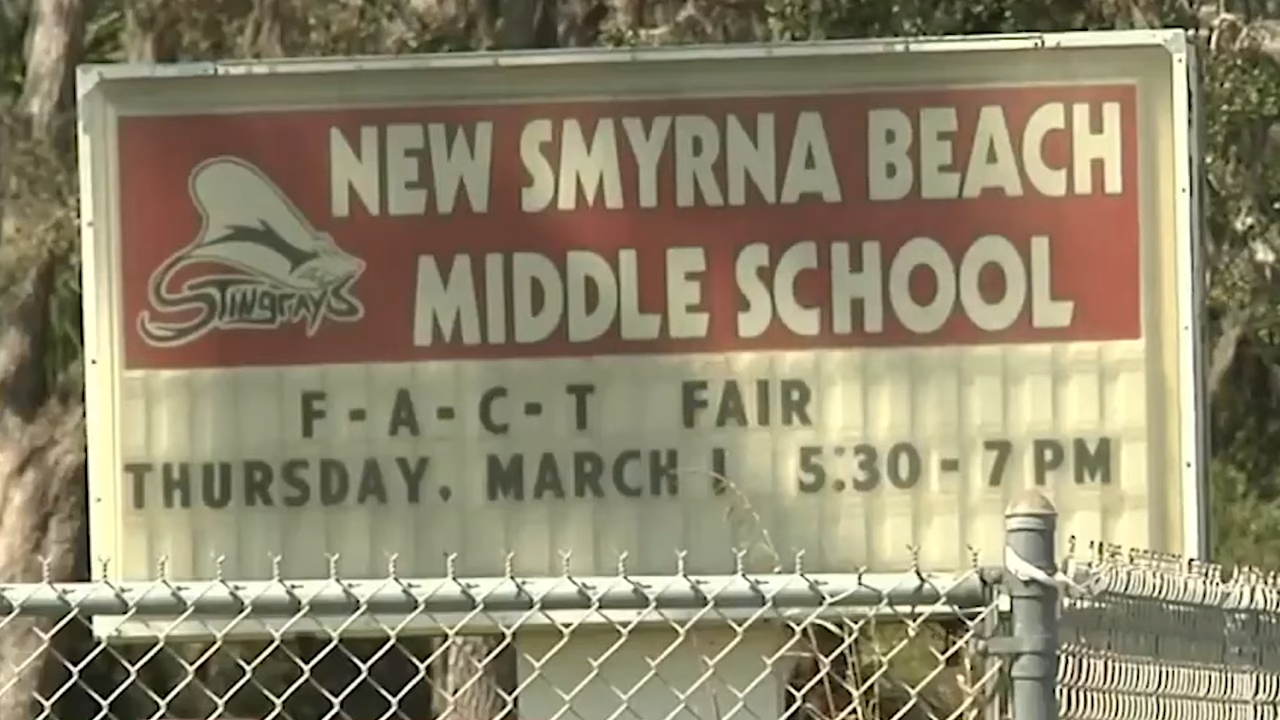 NEW SMYRNA BEACH
MIDDLE SCHOOL
STINGRAYS
F-A-C-T FAIR
THURSDAY, MARCH 1 5:30-7PM